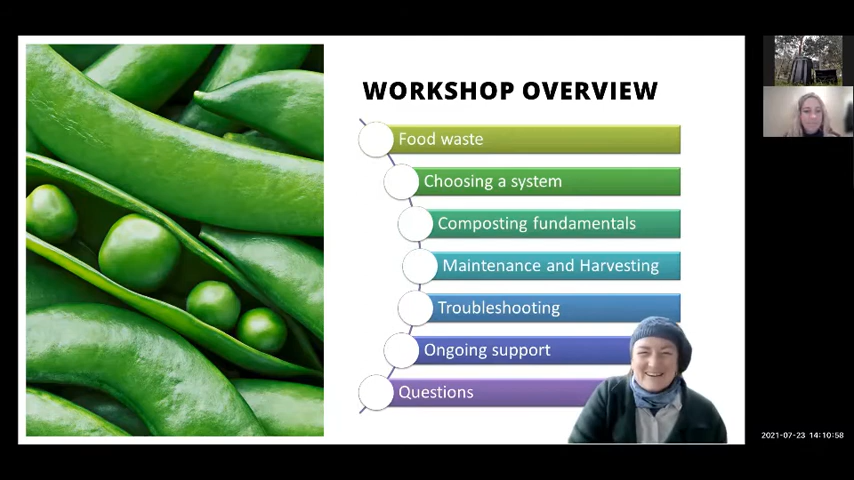 WORKSHOP OVERVIEW
Food waste
Choosing a system
Composting fundamentals
Maintenance and Harvesting
Troubleshooting
Ongoing support
Questions
2021-07-23 14:10:58